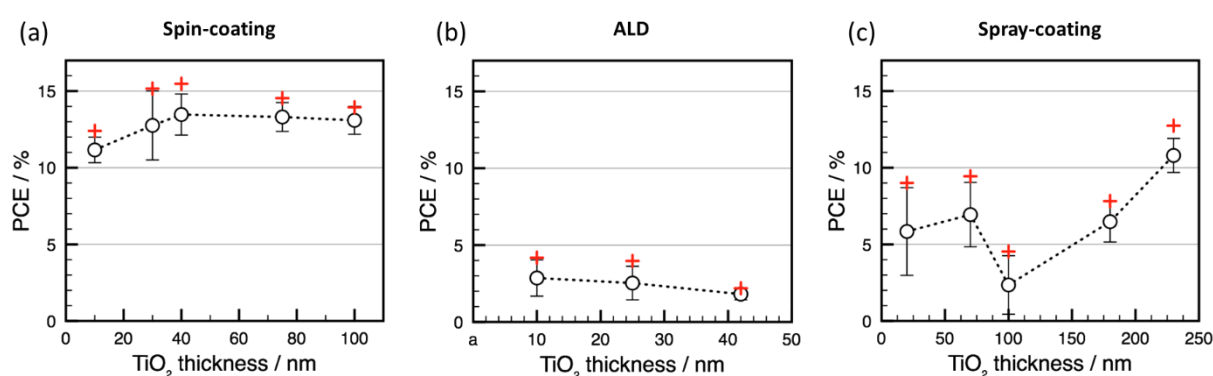 (a) Spin-coating
PCE / %
15
10
5
0
0 20 40 60 80 100
TiO₂ thickness / nm
(b) ALD
PCE / %
15
10
5
0
a 10 20 30 40 50
TiO₂ thickness / nm
(c) Spray-coating
PCE / %
15
10
5
0
0 50 100 150 200 250
TiO₂ thickness / nm